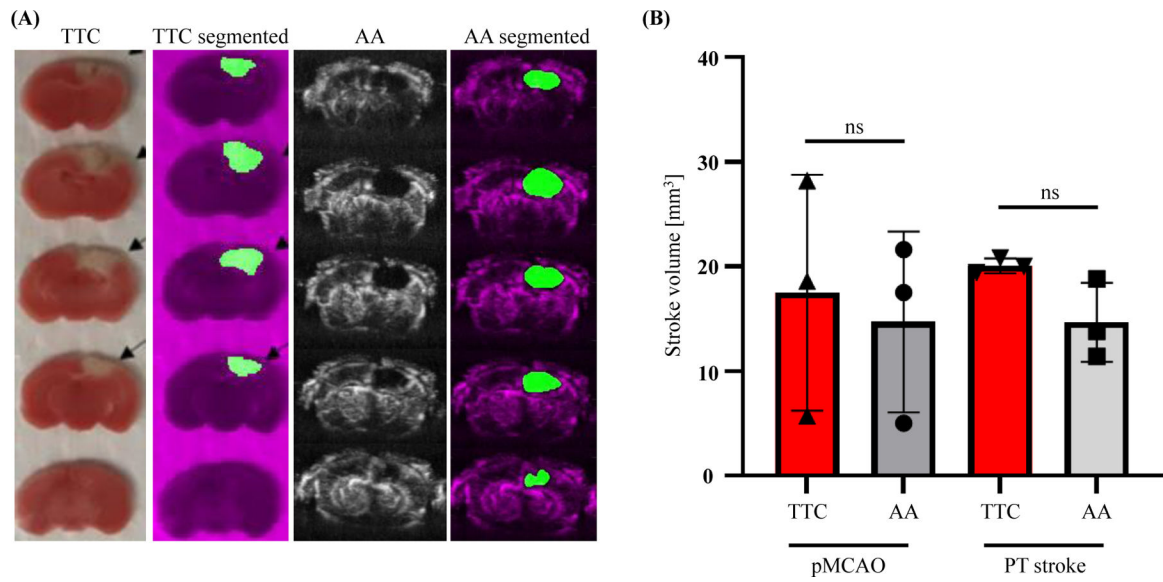 (A)
TTC
TTC segmented
AA
AA segmented
(B)
40
30
20
10
0
Stroke volume [mm³]
ns
ns
TTC
AA
TTC
AA
pMCAO
PT stroke